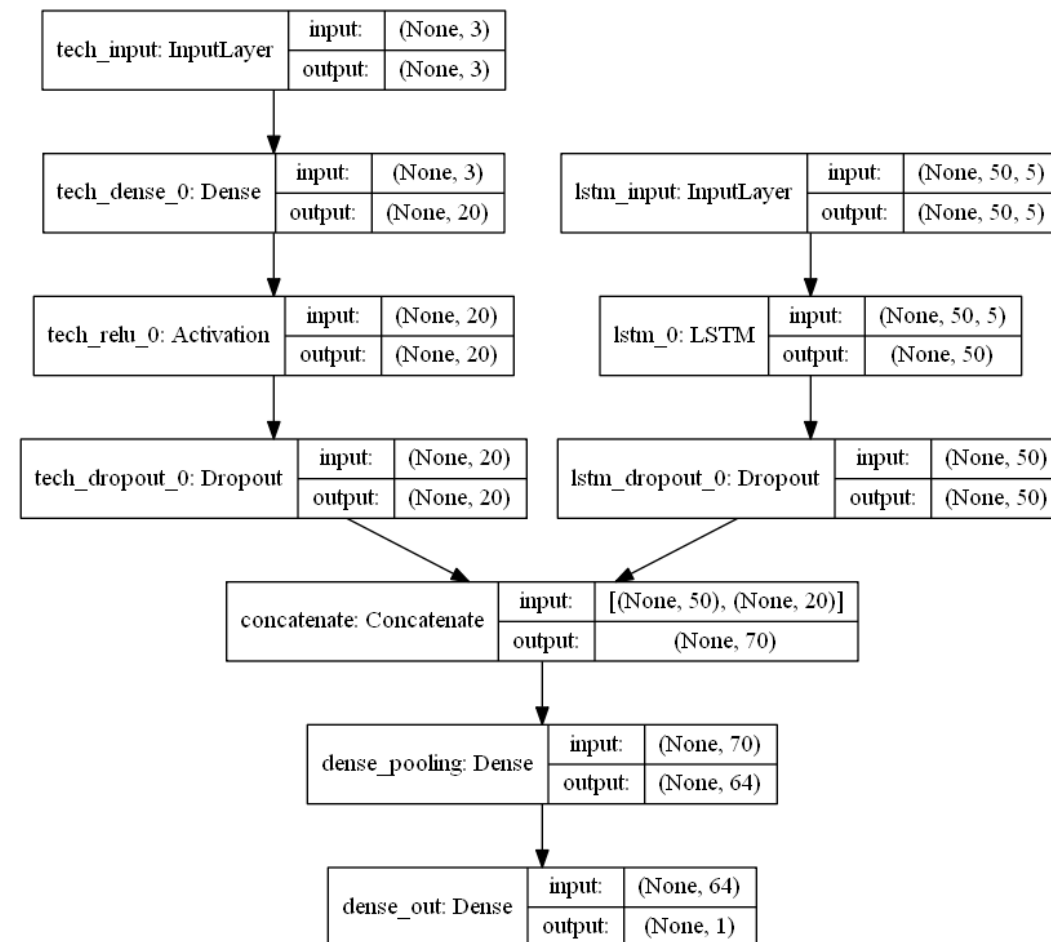 tech_input: InputLayer
input: (None, 3)
output: (None, 3)
tech_dense_0: Dense
input: (None, 3)
output: (None, 20)
lstm_input: InputLayer
input: (None, 50, 5)
output: (None, 50, 5)
tech_relu_0: Activation
input: (None, 20)
output: (None, 20)
lstm_0: LSTM
input: (None, 50, 5)
output: (None, 50)
tech_dropout_0: Dropout
input: (None, 20)
output: (None, 20)
lstm_dropout_0: Dropout
input: (None, 50)
output: (None, 50)
concatenate: Concatenate
input: [(None, 50), (None, 20)]
output: (None, 70)
dense_pooling: Dense
input: (None, 70)
output: (None, 64)
dense_out: Dense
input: (None, 64)
output: (None, 1)